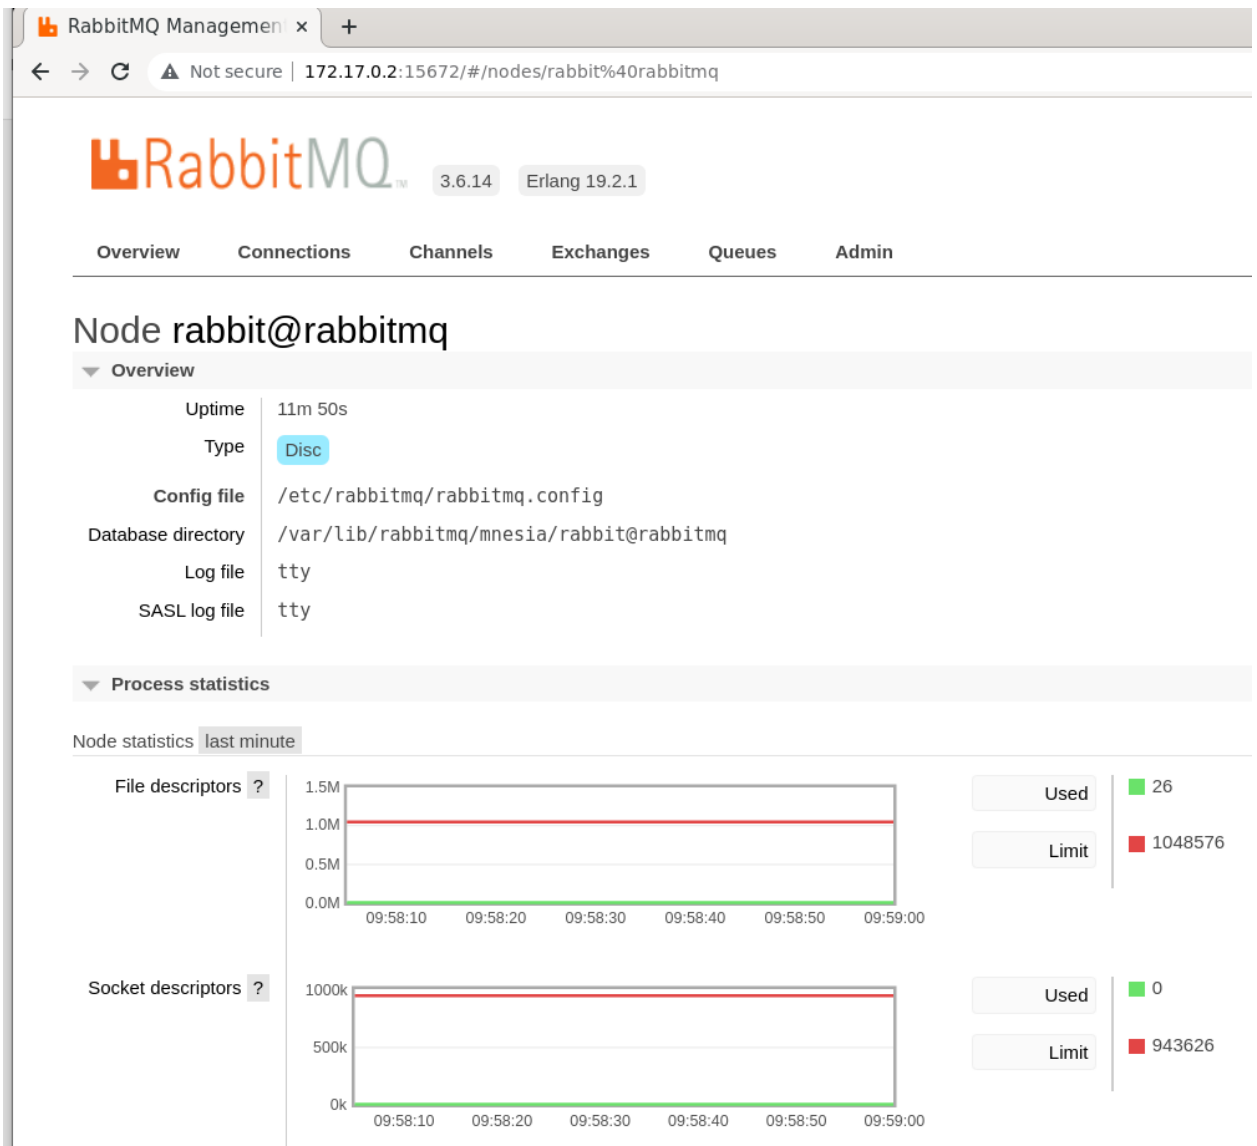 RabbitMQ Managemen
Not secure 172.17.0.2:15672/#/nodes/rabbit%40rabbitmq
RabbitMQ TM 3.6.14 Erlang 19.2.1
Overview Connections Channels Exchanges Queues Admin
Node rabbit@rabbitmq
Overview
Uptime 11m 50s
Type Disc
Config file /etc/rabbitmq/rabbitmq.config
Database directory /var/lib/rabbitmq/mnesia/rabbit@rabbitmq
Log file tty
SASL log file tty
Process statistics
Node statistics last minute
File descriptors ? 1.5M Used 26
1.0M
Limit 1048576
0.5M
0.0M
09:58:10 09:58:20 09:58:30 09:58:40 09:58:50 09:59:00
Socket descriptors ? 1000k Used 0
500k Limit 943626
0k
09:58:10 09:58:20 09:58:30 09:58:40 09:58:50 09:59:00